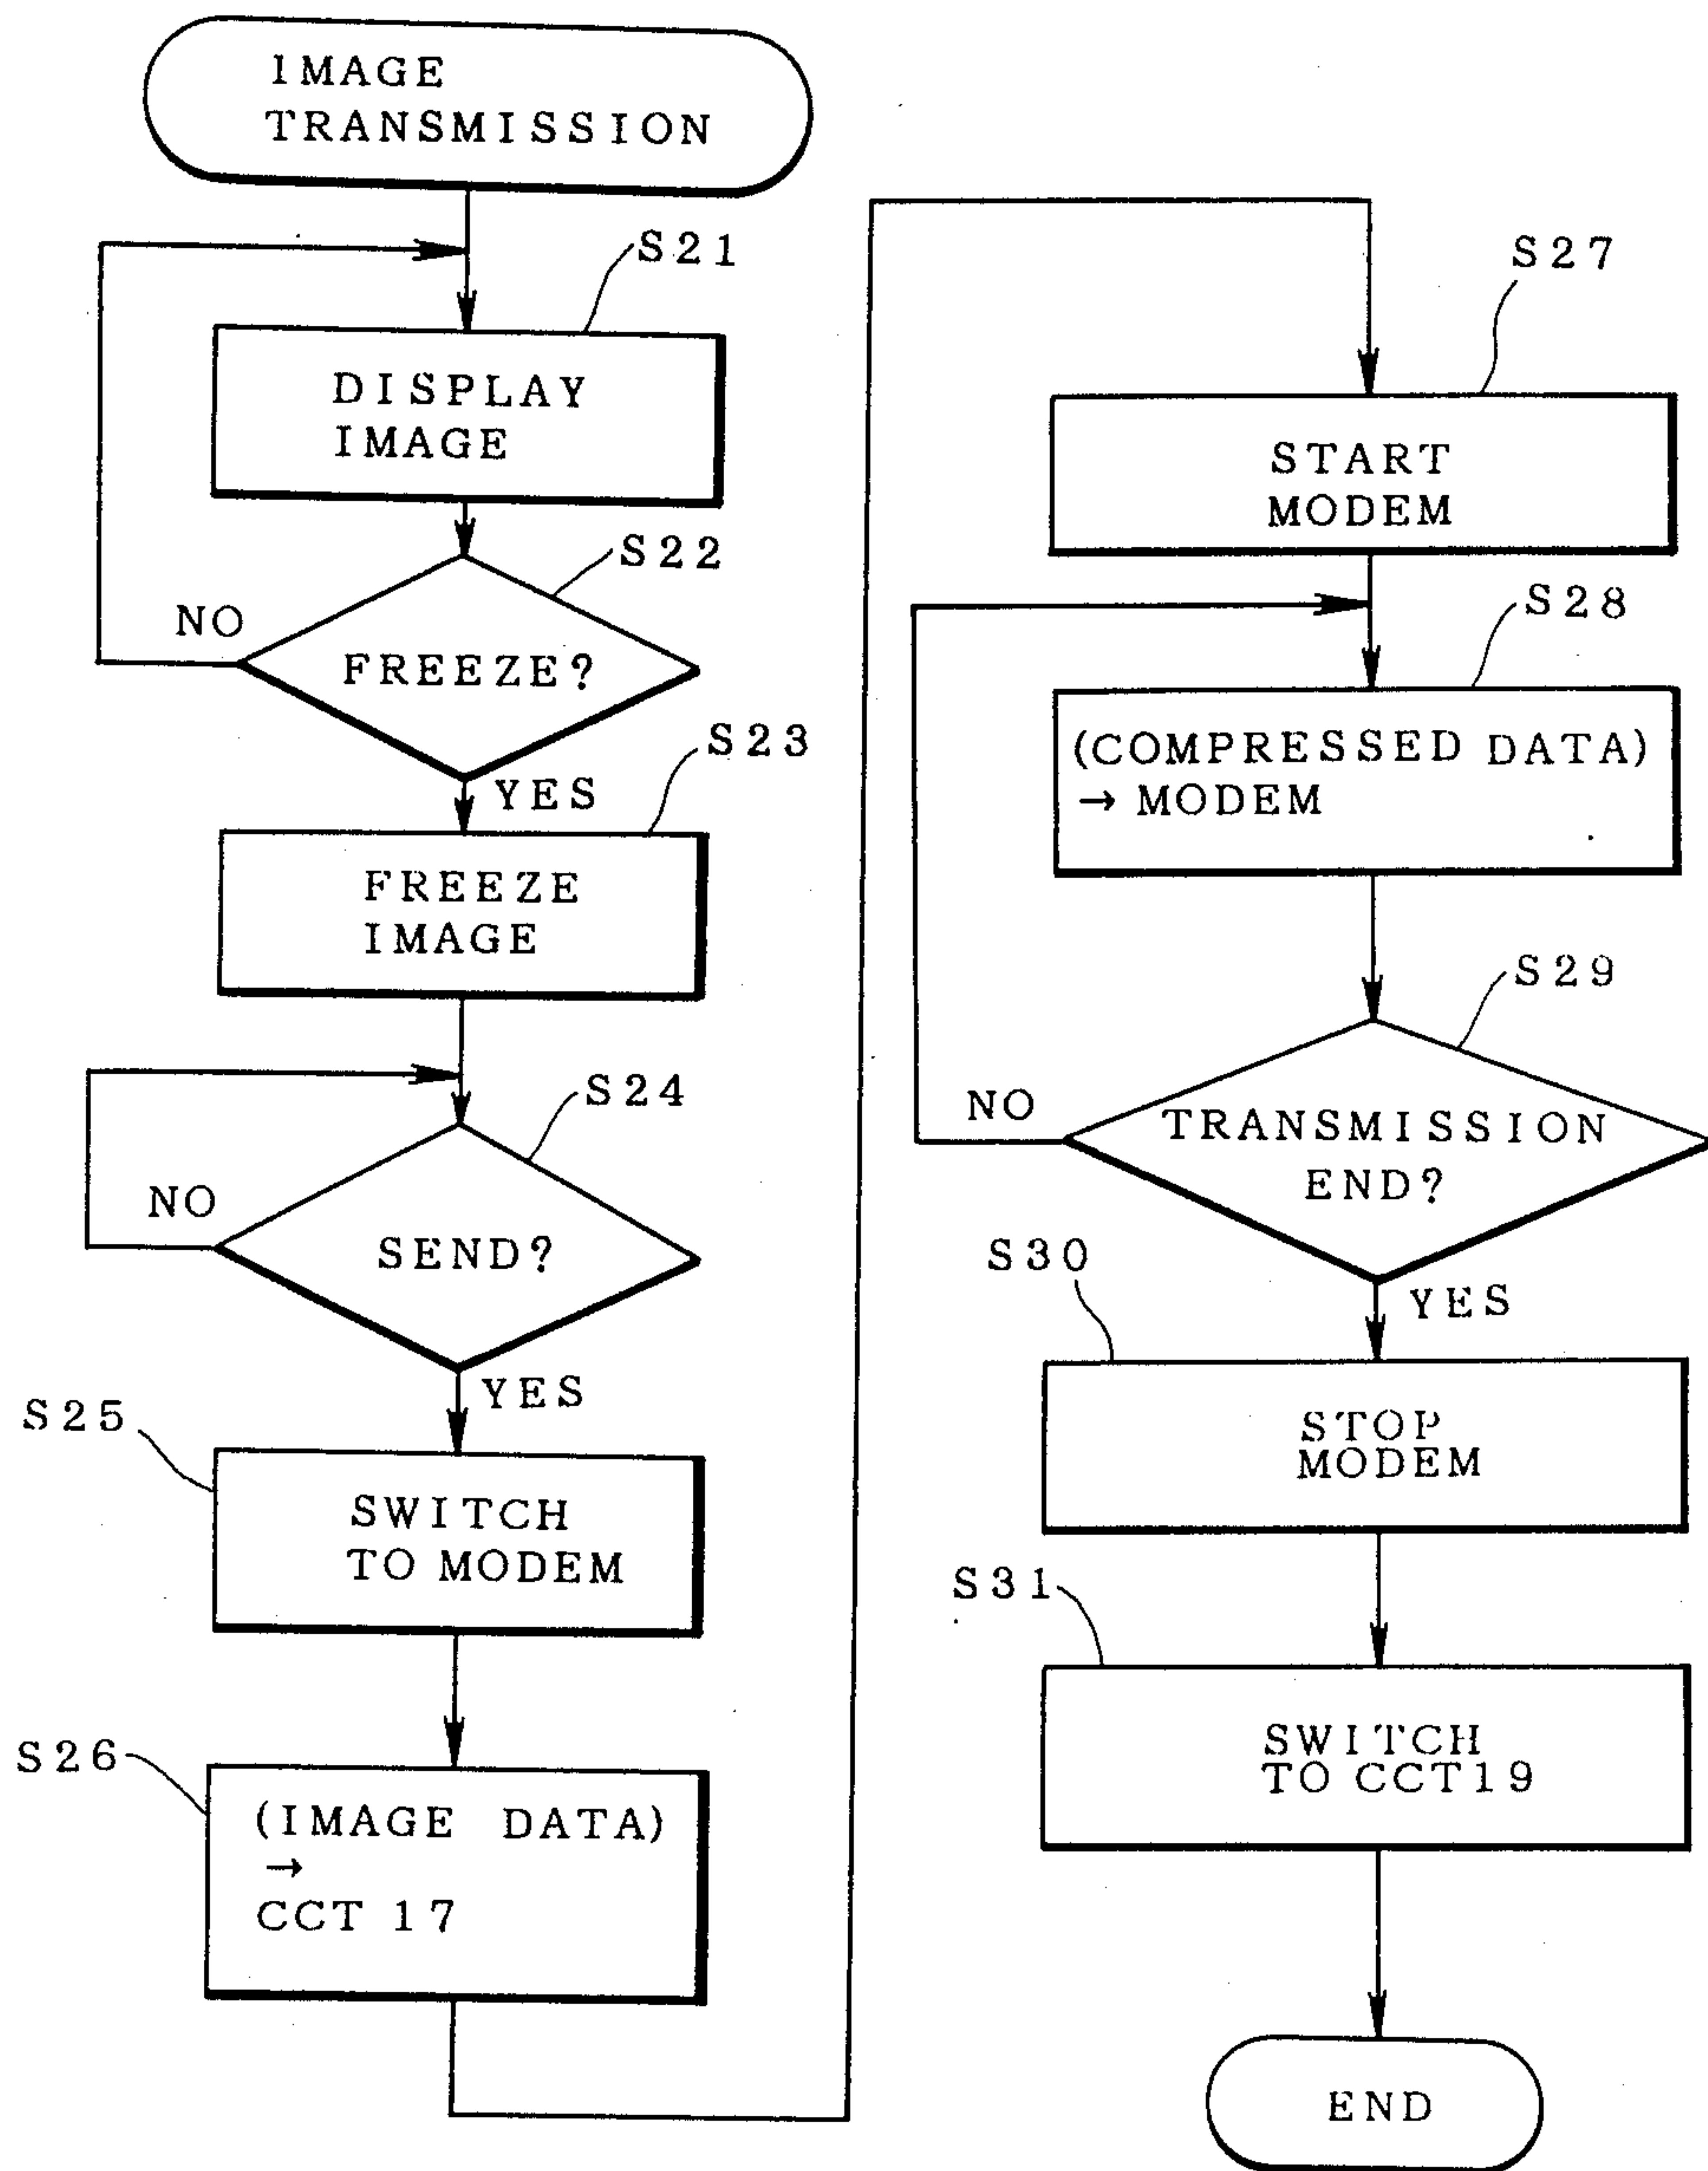 IMAGE
TRANSMISSION
S21
DISPLAY
IMAGE
S22
NO
FREEZE?
S23
YES
FREEZE
IMAGE
S24
NO
SEND?
YES
S25
SWITCH
TO MODEM
S26
(IMAGE DATA)
→
CCT 17
S27
START
MODEM
S28
(COMPRESSED DATA)
→ MODEM
S29
NO
TRANSMISSION
END?
S30
YES
STOP
MODEM
S31
SWITCH
TO CCT19
END